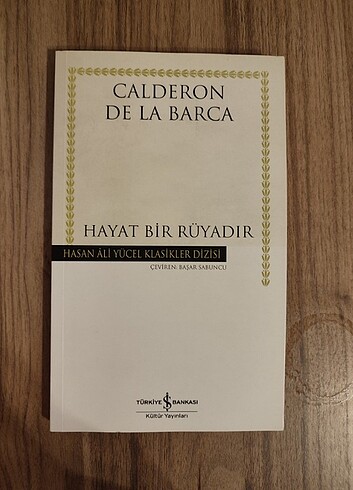 CALDERON
DE LA BARCA
HAYAT BİR RÜYADIR
HASAN ÂLİ YÜCEL KLASİKLER DİZİSİ
ÇEVİREN: BAŞAR SABUNCU
TÜRKİYE İŞ BANKASI
Kültür Yayınları